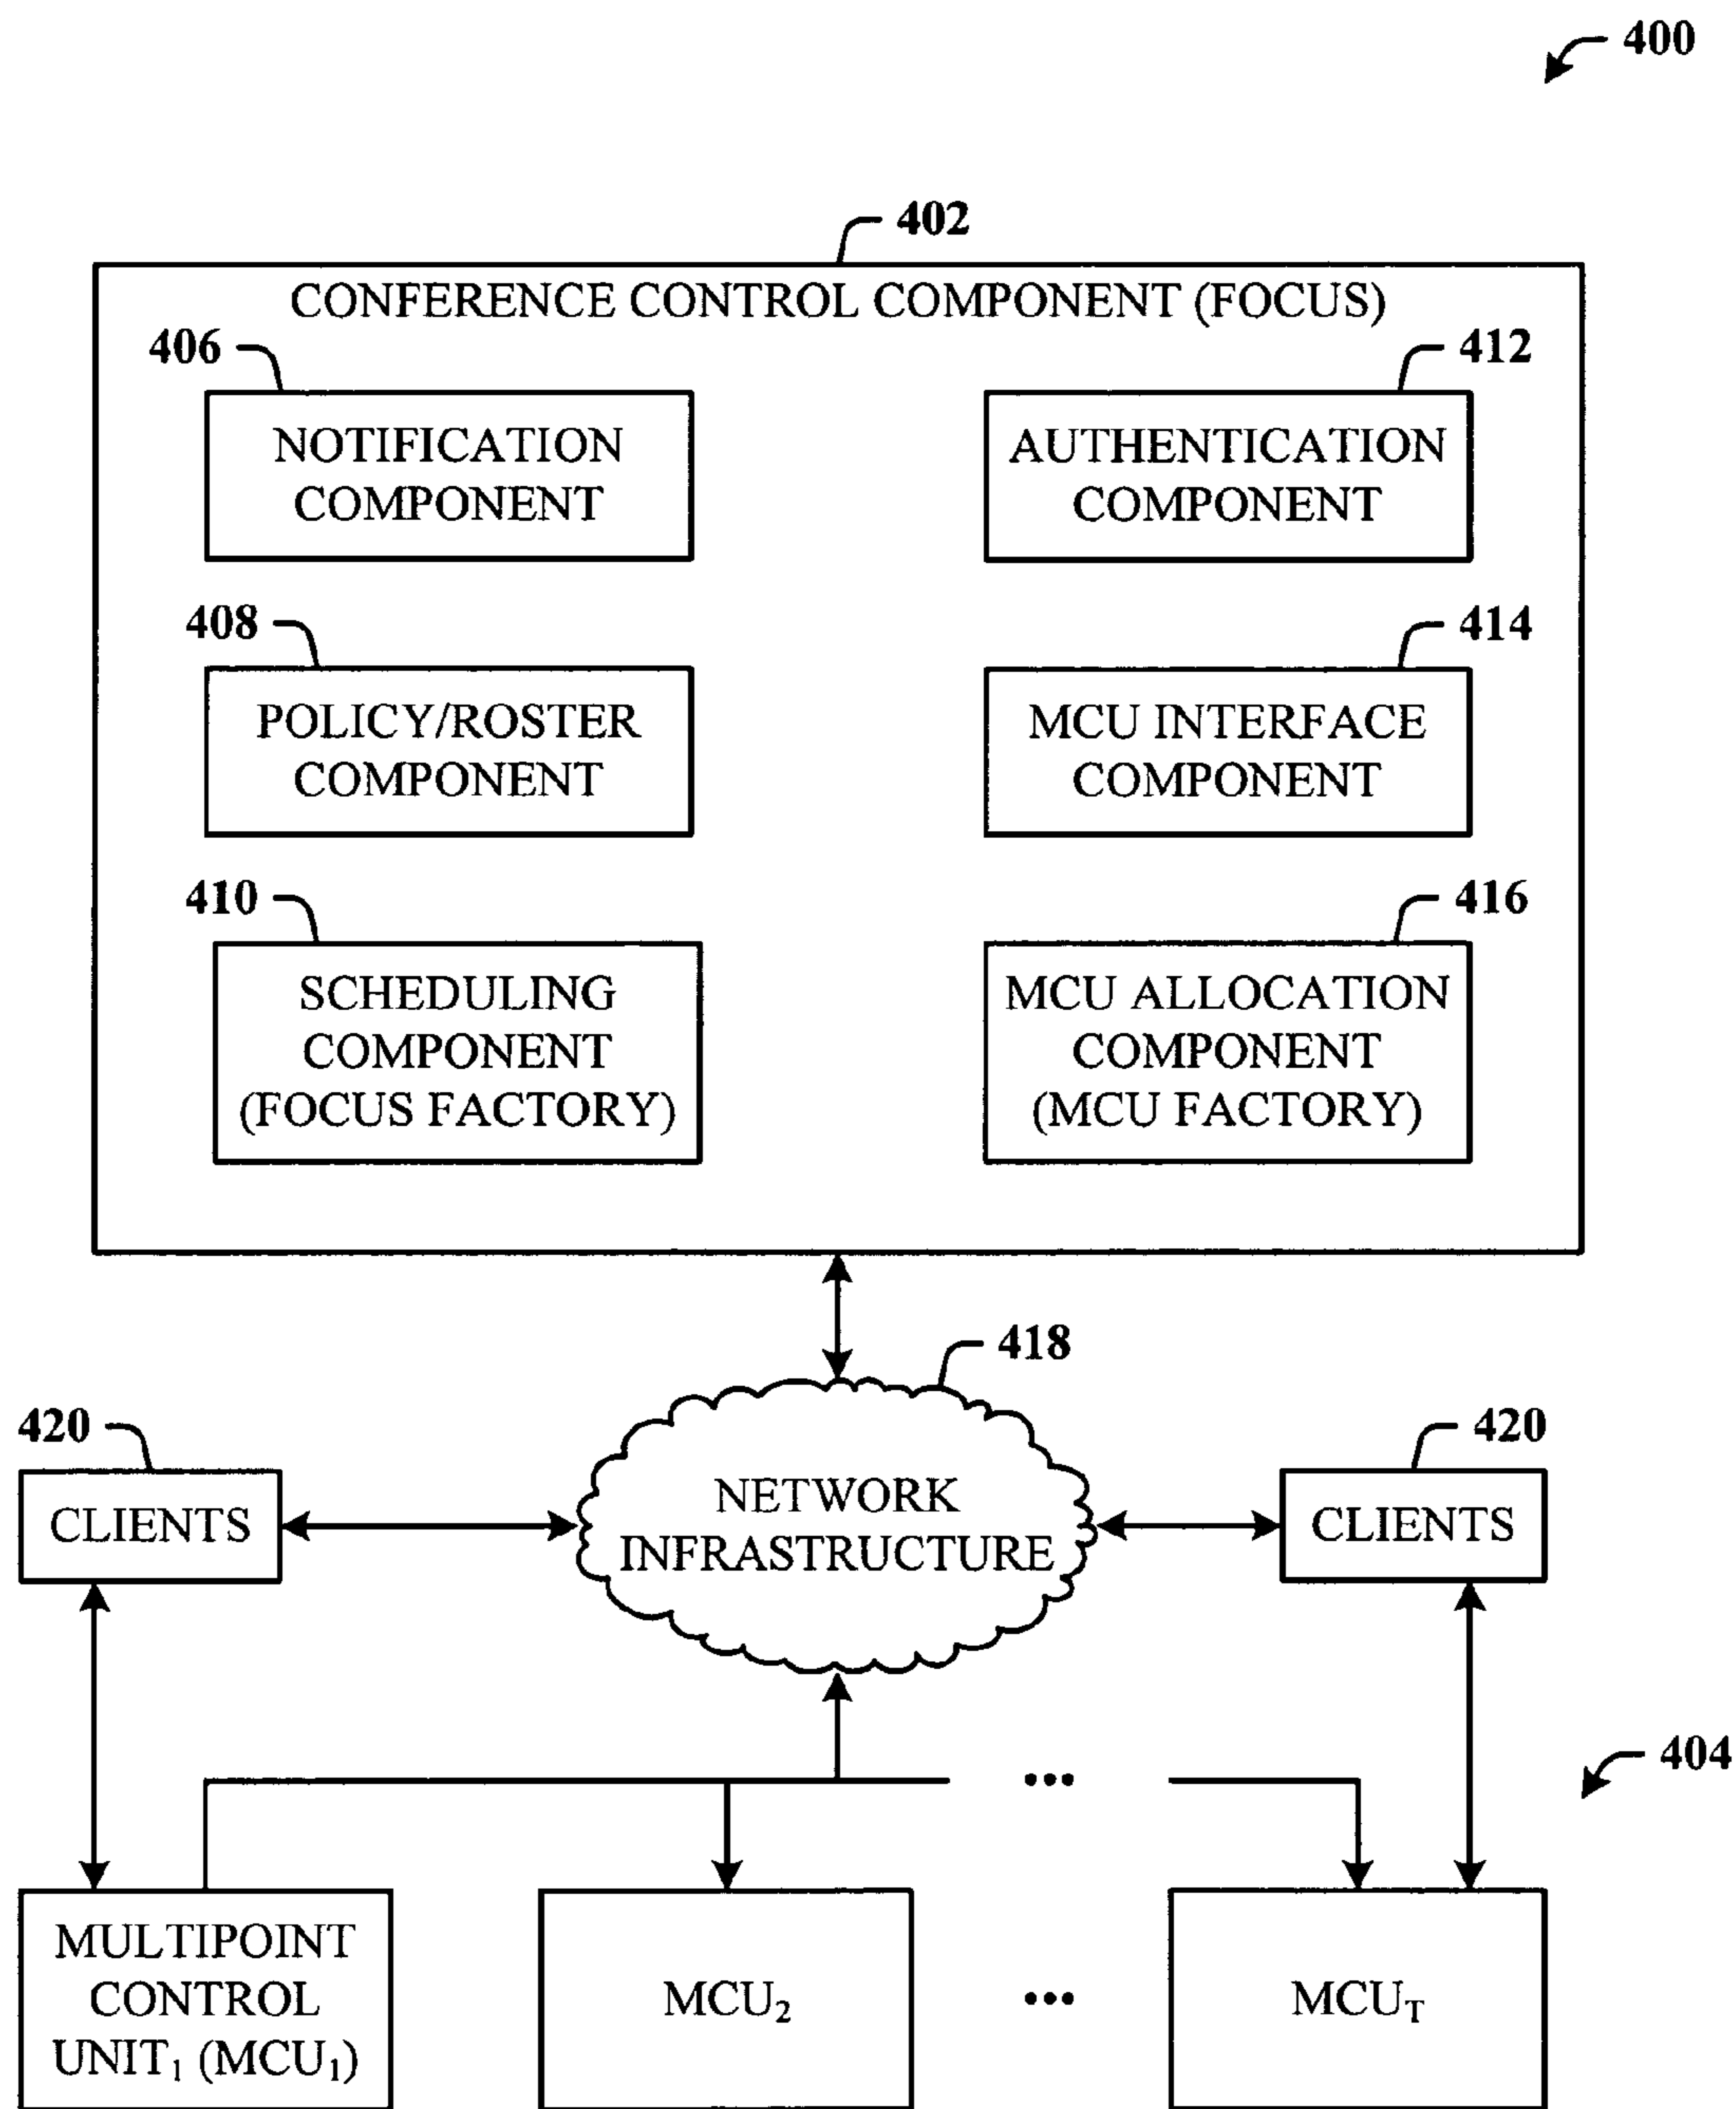 400
402
CONFERENCE CONTROL COMPONENT (FOCUS)
406
NOTIFICATION
COMPONENT
412
AUTHENTICATION
COMPONENT
408
POLICY/ROSTER
COMPONENT
414
MCU INTERFACE
COMPONENT
410
SCHEDULING
COMPONENT
(FOCUS FACTORY)
416
MCU ALLOCATION
COMPONENT
(MCU FACTORY)
418
NETWORK
INFRASTRUCTURE
420
CLIENTS
420
CLIENTS
404
•••
MULTIPOINT
CONTROL
UNIT₁ (MCU₁)
MCU₂
•••
MCU_T